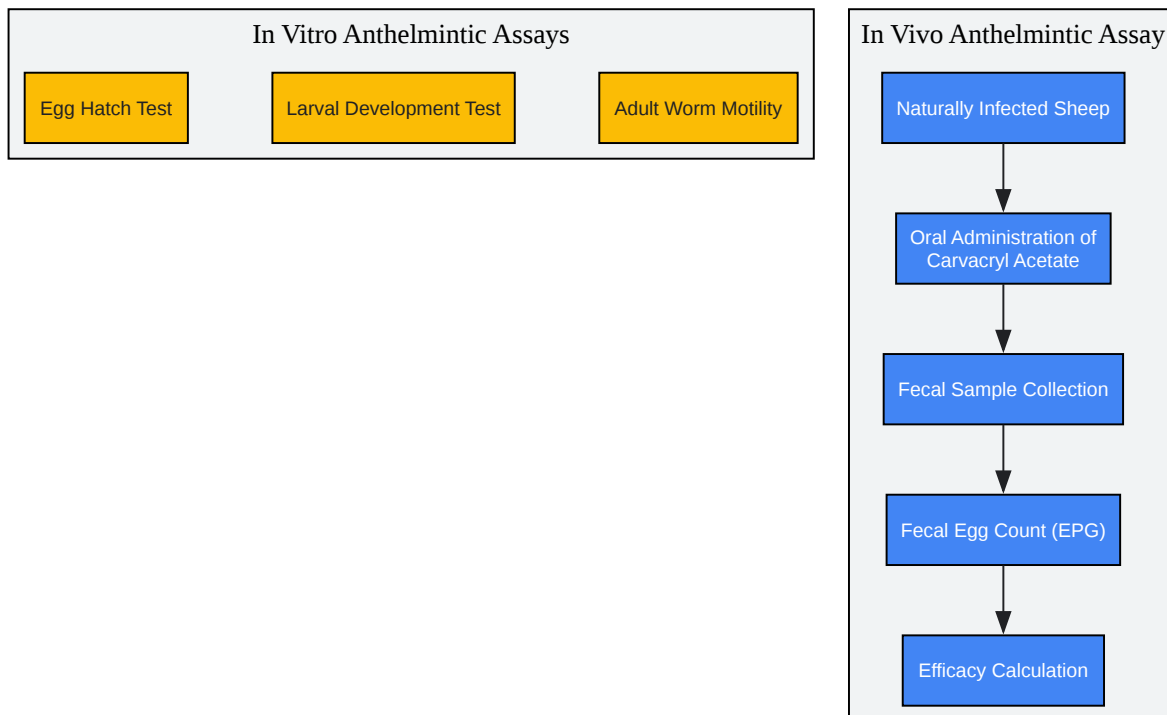 In Vitro Anthelmintic Assays
Egg Hatch Test
Larval Development Test
Adult Worm Motility
In Vivo Anthelmintic Assay
Naturally Infected Sheep
Oral Administration of
Carvacryl Acetate
Fecal Sample Collection
Fecal Egg Count (EPG)
Efficacy Calculation